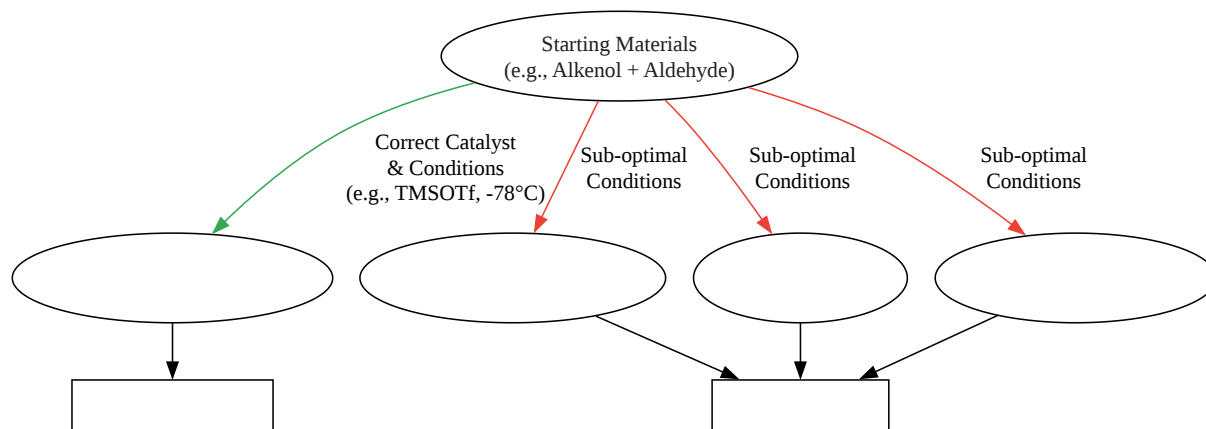 Starting Materials
(e.g., Alkenol + Aldehyde)
Correct Catalyst
& Conditions
(e.g., TMSOTf, -78°C)
Sub-optimal
Conditions
Sub-optimal
Conditions
Sub-optimal
Conditions